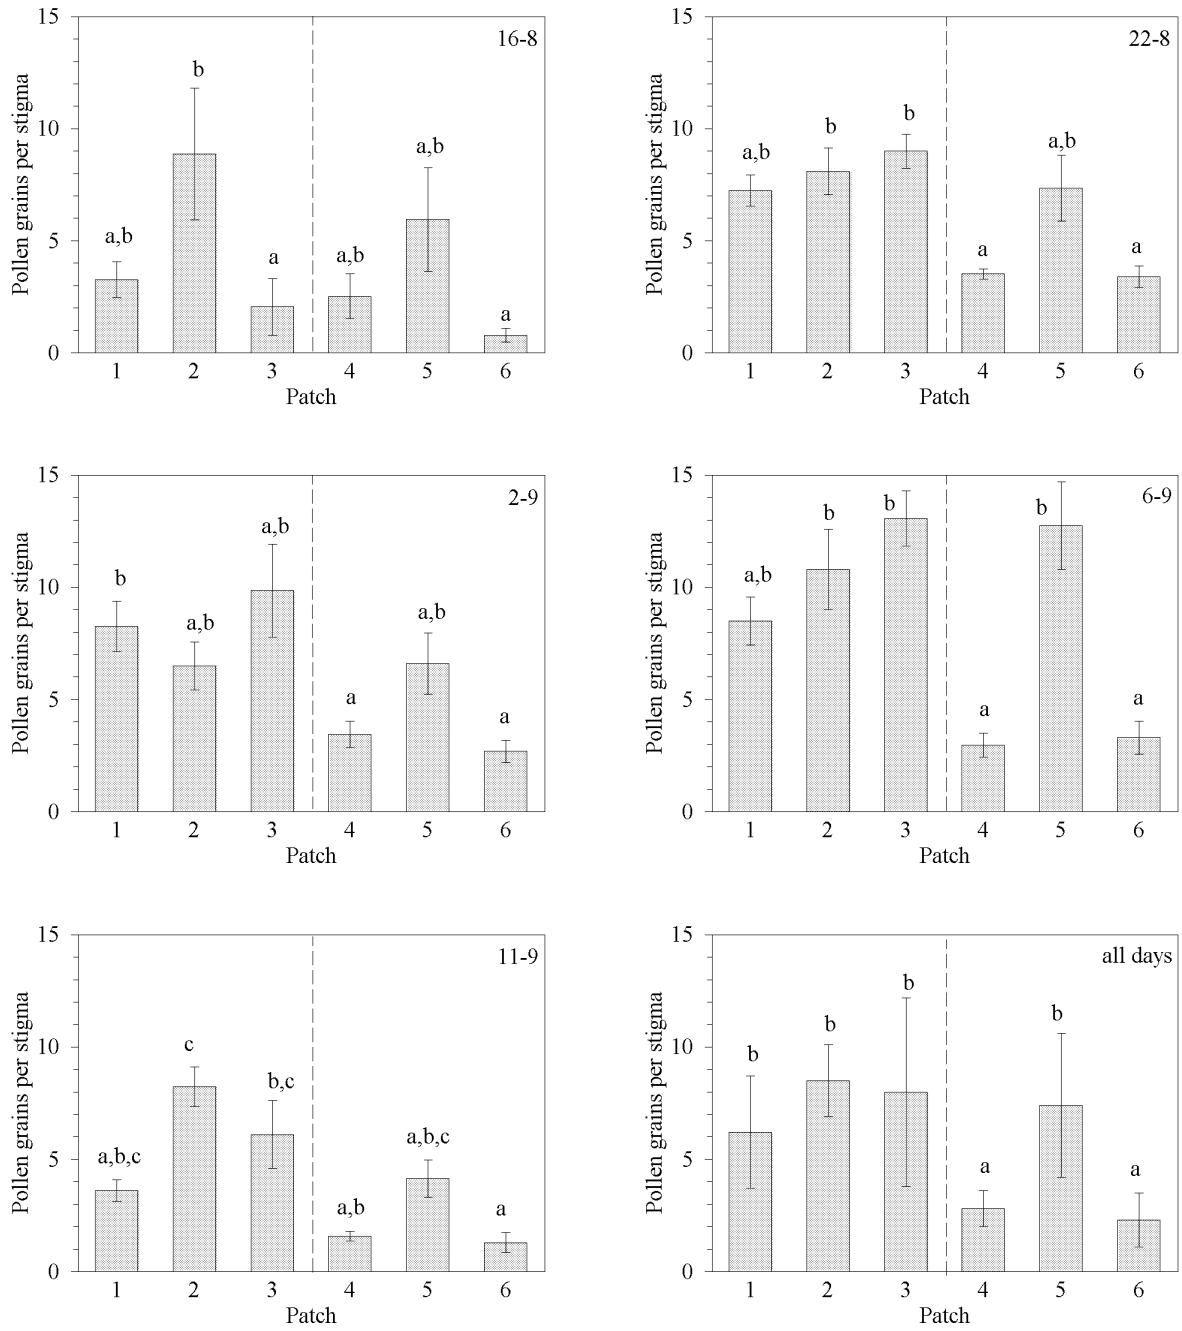 16-8
Pollen grains per stigma
15
10
5
0
a,b
b
a
a,b
a,b
a
1 2 3 4 5 6
Patch
22-8
Pollen grains per stigma
15
10
5
0
a,b
b
b
a
a,b
a
1 2 3 4 5 6
Patch
2-9
Pollen grains per stigma
15
10
5
0
b
a,b
a,b
a
a,b
a
1 2 3 4 5 6
Patch
6-9
Pollen grains per stigma
15
10
5
0
a,b
b
b
a
b
a
1 2 3 4 5 6
Patch
11-9
Pollen grains per stigma
15
10
5
0
a,b,c
c
b,c
a,b
a,b,c
a
1 2 3 4 5 6
Patch
all days
Pollen grains per stigma
15
10
5
0
b
b
b
a
b
a
1 2 3 4 5 6
Patch